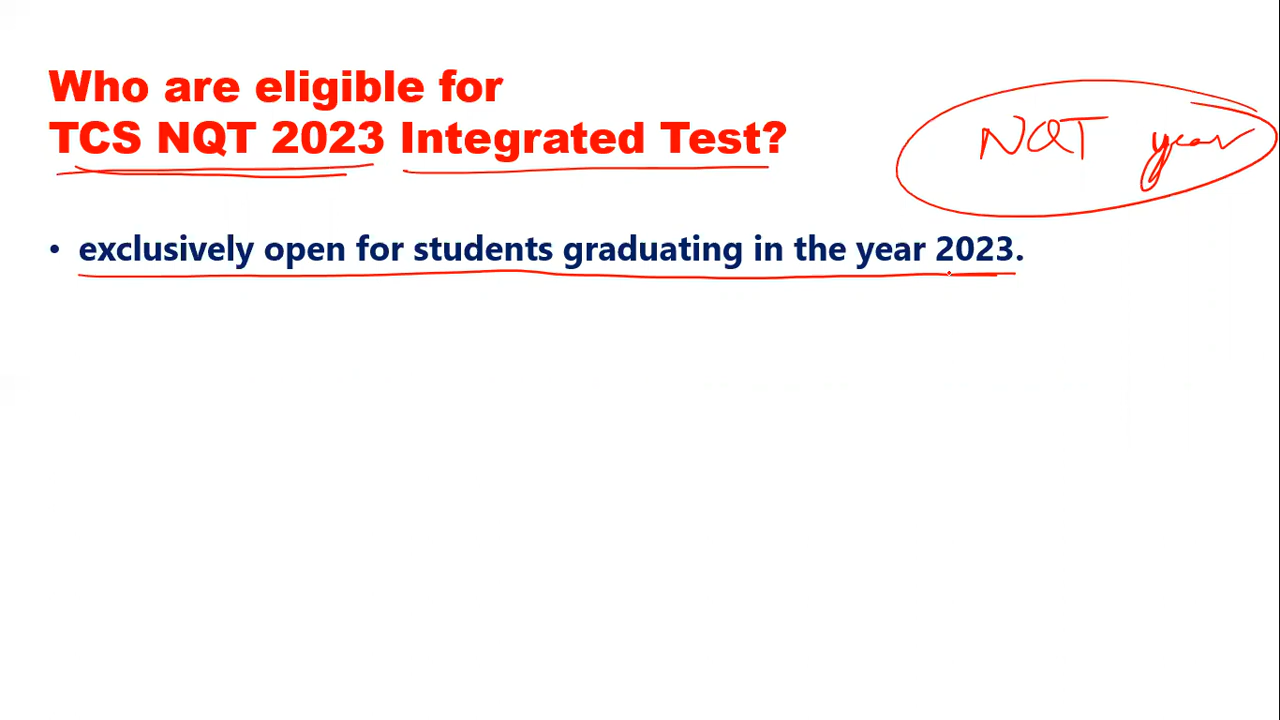 Who are eligible for
TCS NQT 2023 Integrated Test?
NQT year
• exclusively open for students graduating in the year 2023.